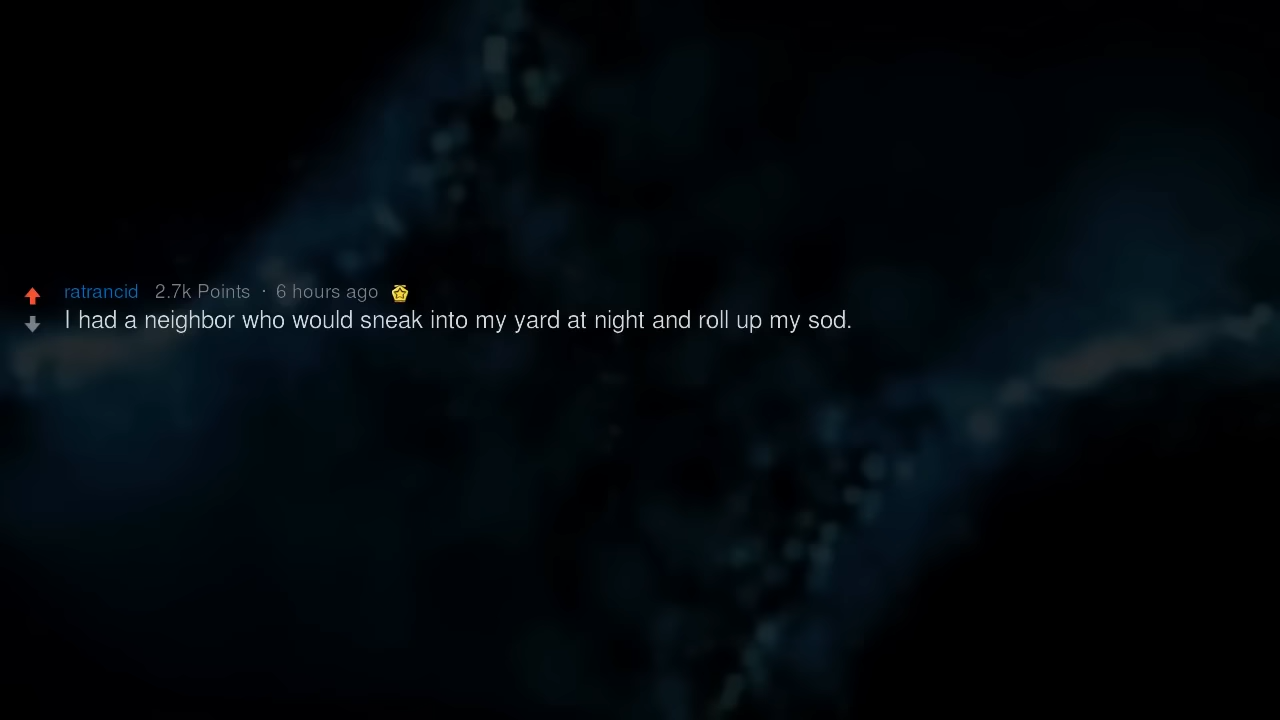 ratrancid 2.7k Points · 6 hours ago
I had a neighbor who would sneak into my yard at night and roll up my sod.